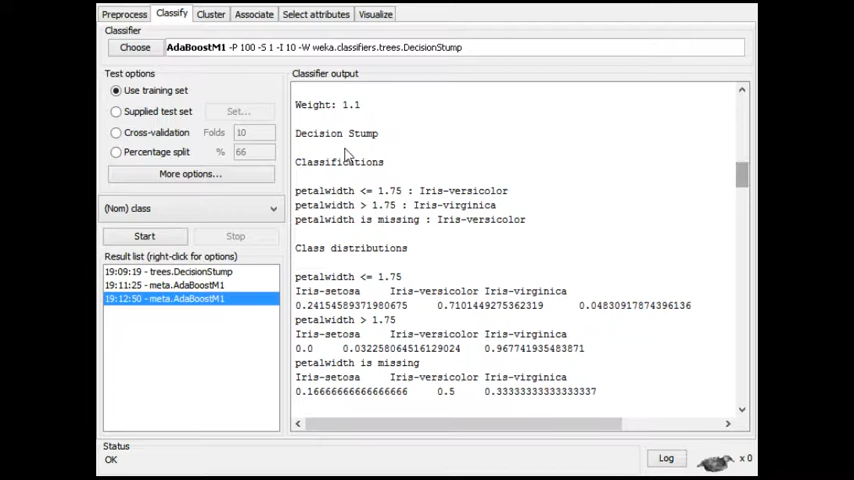 Preprocess Classify Cluster Associate Select attributes Visualize
Classifier
Choose AdaBoostM1 -P 100 -S 1 -I 10 -W weka.classifiers.trees.DecisionStump
Test options
Use training set
Supplied test set Set...
Cross-validation Folds 10
Percentage split % 66
More options...
(Nom) class
Start Stop
Result list (right-click for options)
19:09:19 - trees.DecisionStump
19:11:25 - meta.AdaBoostM1
19:12:50 - meta.AdaBoostM1
Classifier output
Weight: 1.1
Decision Stump
Classifications
petalwidth <= 1.75 : Iris-versicolor
petalwidth > 1.75 : Iris-virginica
petalwidth is missing : Iris-versicolor
Class distributions
petalwidth <= 1.75
Iris-setosa Iris-versicolor Iris-virginica
0.24154589371980675 0.7101449275362319 0.04830917874396136
petalwidth > 1.75
Iris-setosa Iris-versicolor Iris-virginica
0.0 0.032258064516129024 0.967741935483871
petalwidth is missing
Iris-setosa Iris-versicolor Iris-virginica
0.16666666666666666 0.5 0.33333333333333337
Status
OK
Log x 0